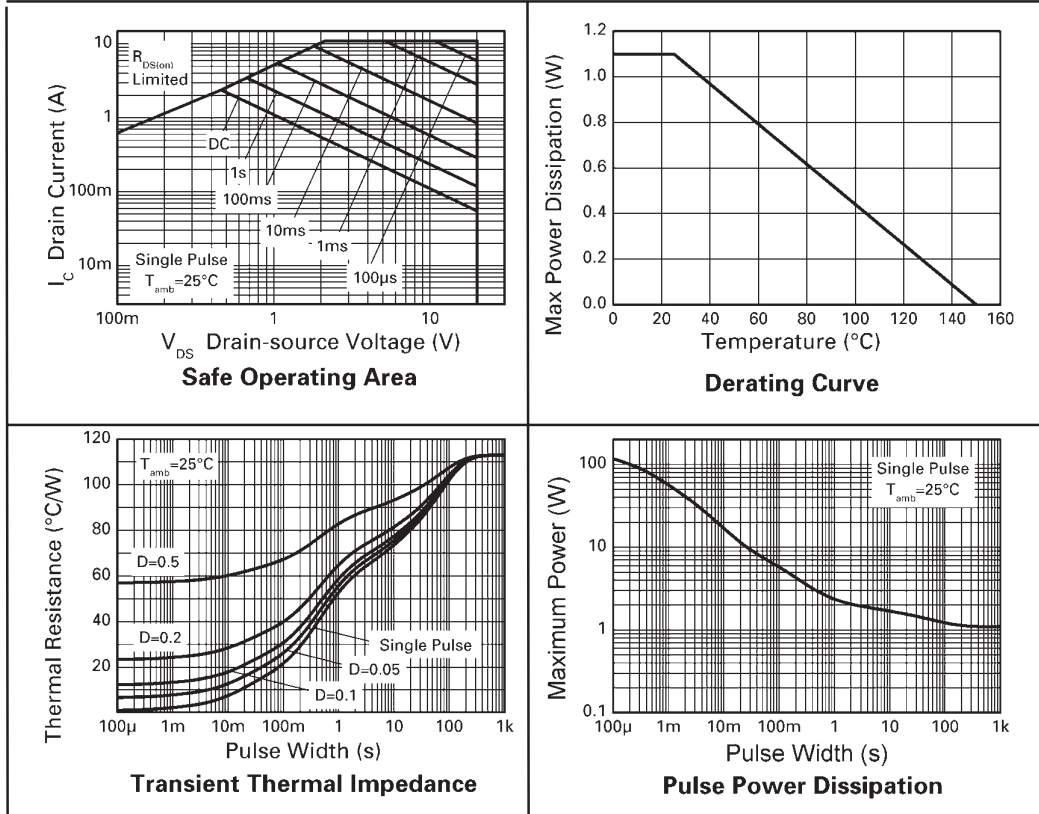 10
1
100m
10m
R DS(on)
Limited
DC
1s
100ms
10ms
1ms
100µs
Single Pulse
T amb =25°C
100m 1 10
I C Drain Current (A)
V DS Drain-source Voltage (V)
Safe Operating Area
1.2
1.0
0.8
0.6
0.4
0.2
0.0
0 20 40 60 80 100 120 140 160
Max Power Dissipation (W)
Temperature (°C)
Derating Curve
120
100
80
60
40
20
T amb =25°C
D=0.5
D=0.2
Single Pulse
D=0.05
D=0.1
100µ 1m 10m 100m 1 10 100 1k
Thermal Resistance (°C/W)
Pulse Width (s)
Transient Thermal Impedance
100
10
1
0.1
Single Pulse
T amb =25°C
100µ 1m 10m 100m 1 10 100 1k
Maximum Power (W)
Pulse Width (s)
Pulse Power Dissipation